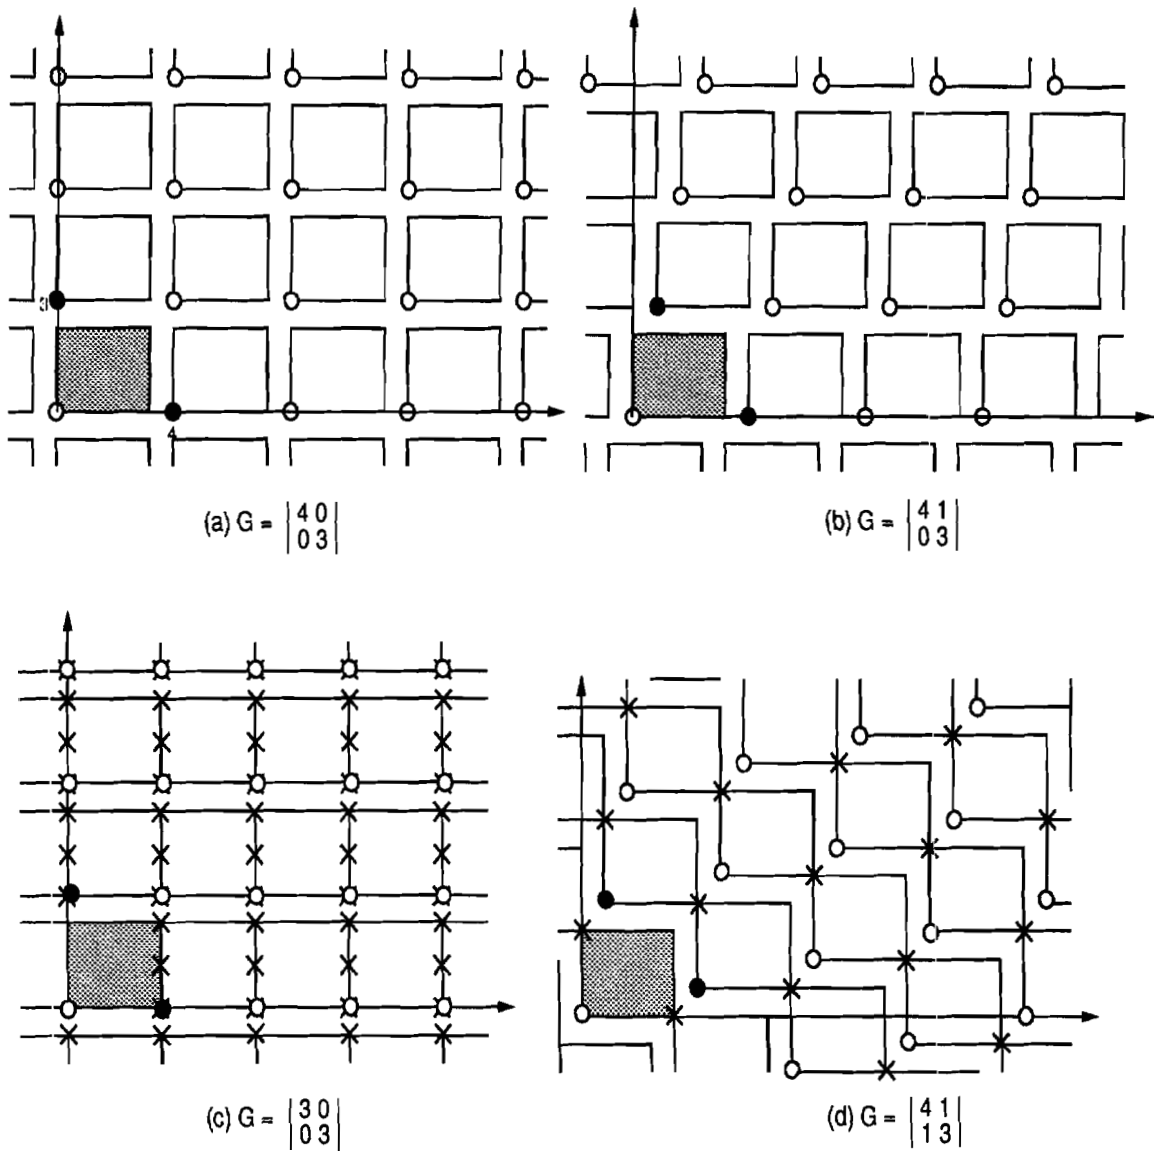 3
4
(a) G = |4 0|
|0 3|
(b) G = |4 1|
|0 3|
(c) G = |3 0|
|0 3|
(d) G = |4 1|
|1 3|